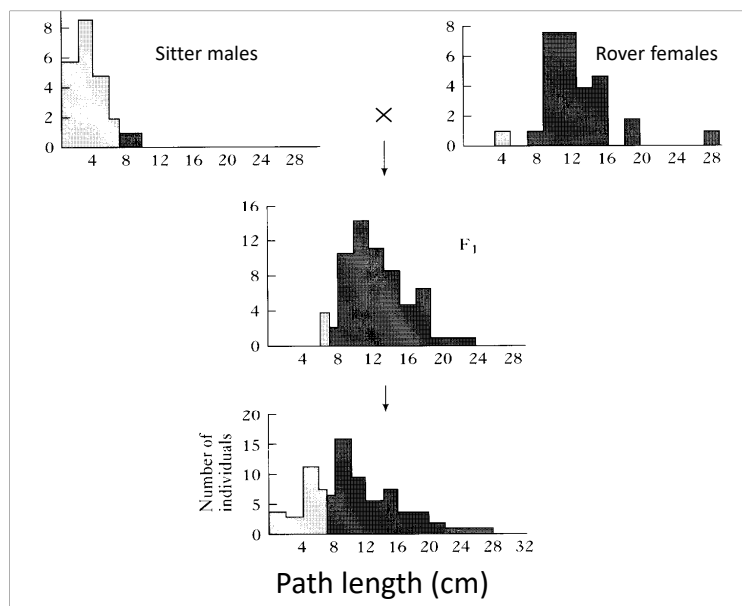 Sitter males
Rover females
8
6
4
2
0
4 8 12 16 20 24 28
×
8
6
4
2
0
4 8 12 16 20 24 28
16
12
8
4
0
F1
4 8 12 16 20 24 28
Number of
individuals
20
15
10
5
0
4 8 12 16 20 24 28 32
Path length (cm)